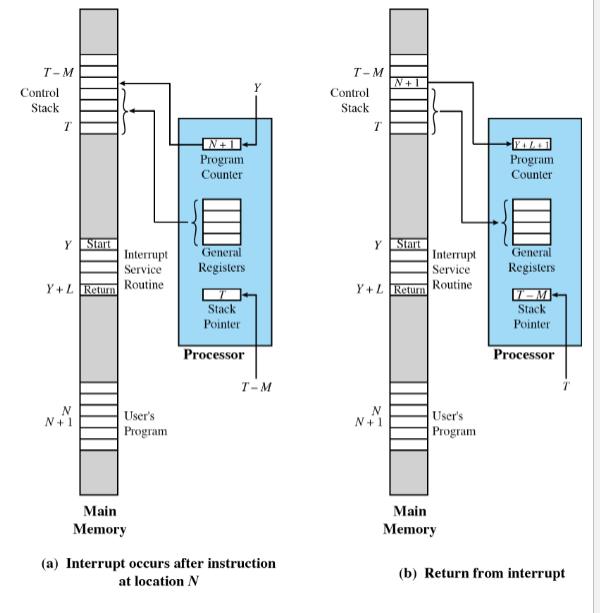 T – M
Control
Stack
T
Y
N + 1
Program
Counter
Y
Start
Interrupt
Service
Routine
Y + L
Return
General
Registers
T
Stack
Pointer
Processor
T – M
N
N + 1
User's
Program
Main
Memory
(a) Interrupt occurs after instruction
at location N
T – M
N + 1
Control
Stack
T
Y + L + 1
Program
Counter
Y
Start
Interrupt
Service
Routine
Y + L
Return
General
Registers
T – M
Stack
Pointer
Processor
T
N
N + 1
User's
Program
Main
Memory
(b) Return from interrupt